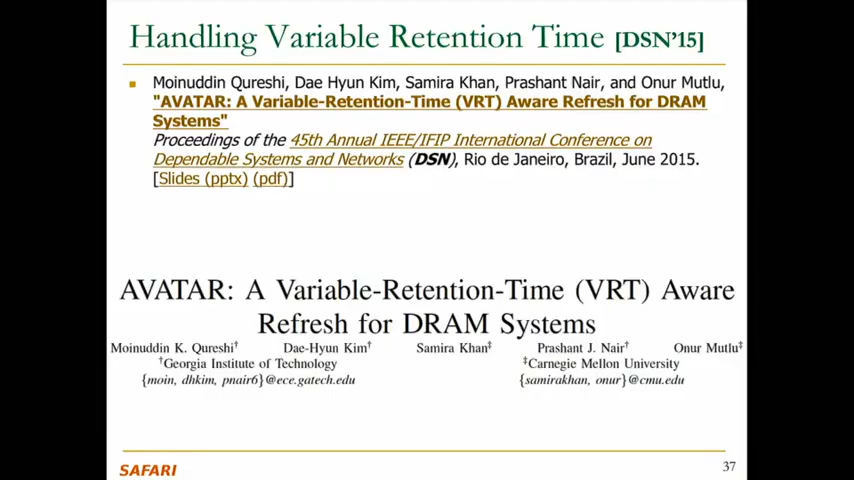 Handling Variable Retention Time [DSN'15]
Moinuddin Qureshi, Dae Hyun Kim, Samira Khan, Prashant Nair, and Onur Mutlu,
"AVATAR: A Variable-Retention-Time (VRT) Aware Refresh for DRAM
Systems"
Proceedings of the 45th Annual IEEE/IFIP International Conference on
Dependable Systems and Networks (DSN), Rio de Janeiro, Brazil, June 2015.
[Slides (pptx) (pdf)]
AVATAR: A Variable-Retention-Time (VRT) Aware
Refresh for DRAM Systems
Moinuddin K. Qureshi† Dae-Hyun Kim† Samira Khan‡ Prashant J. Nair† Onur Mutlu‡
†Georgia Institute of Technology ‡Carnegie Mellon University
{moin, dhkim, pnair6}@ece.gatech.edu {samirakhan, onur}@cmu.edu
SAFARI 37